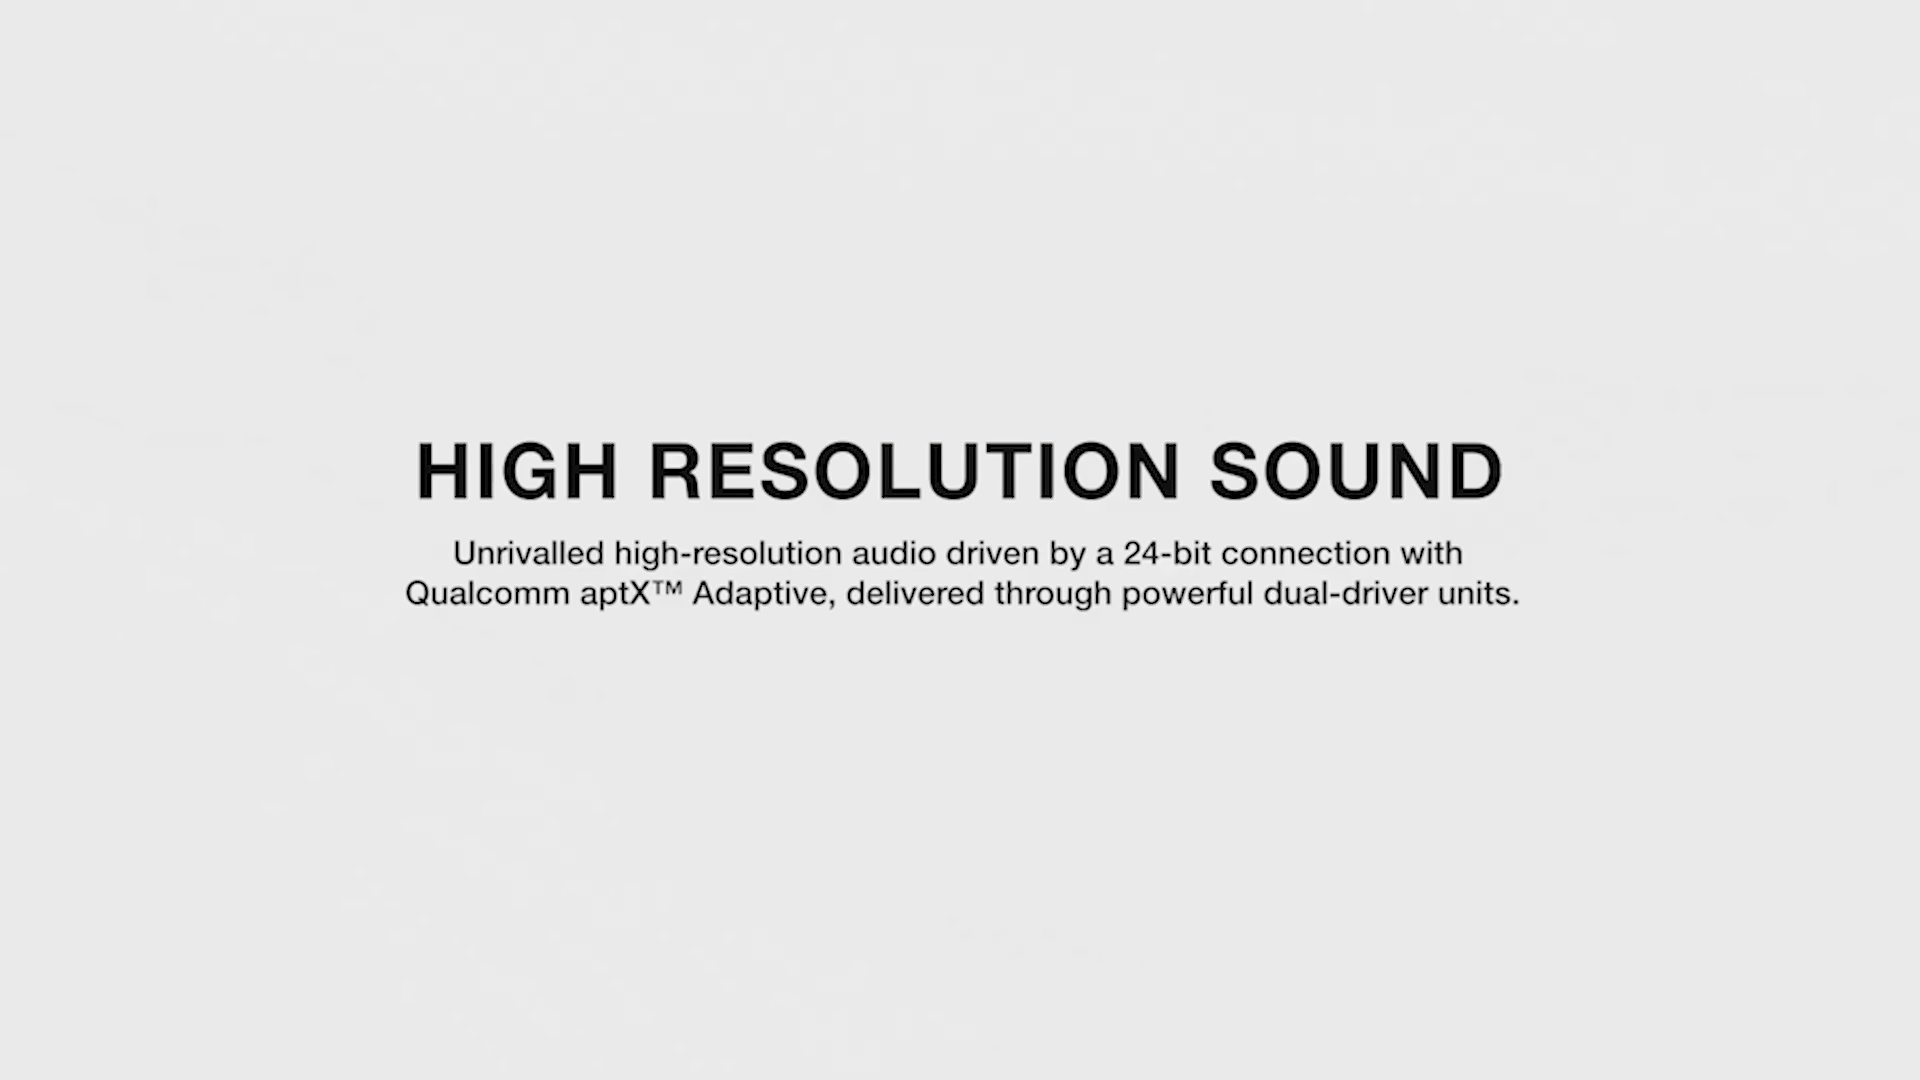 HIGH RESOLUTION SOUND
Unrivalled high-resolution audio driven by a 24-bit connection with
Qualcomm aptX™ Adaptive, delivered through powerful dual-driver units.